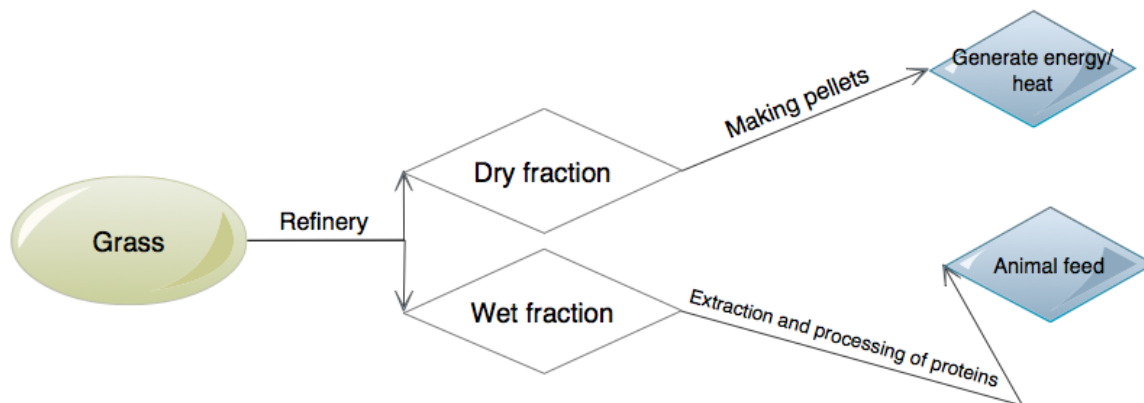 Grass
Refinery
Dry fraction
Wet fraction
Making pellets
Extraction and processing of proteins
Generate energy/
heat
Animal feed